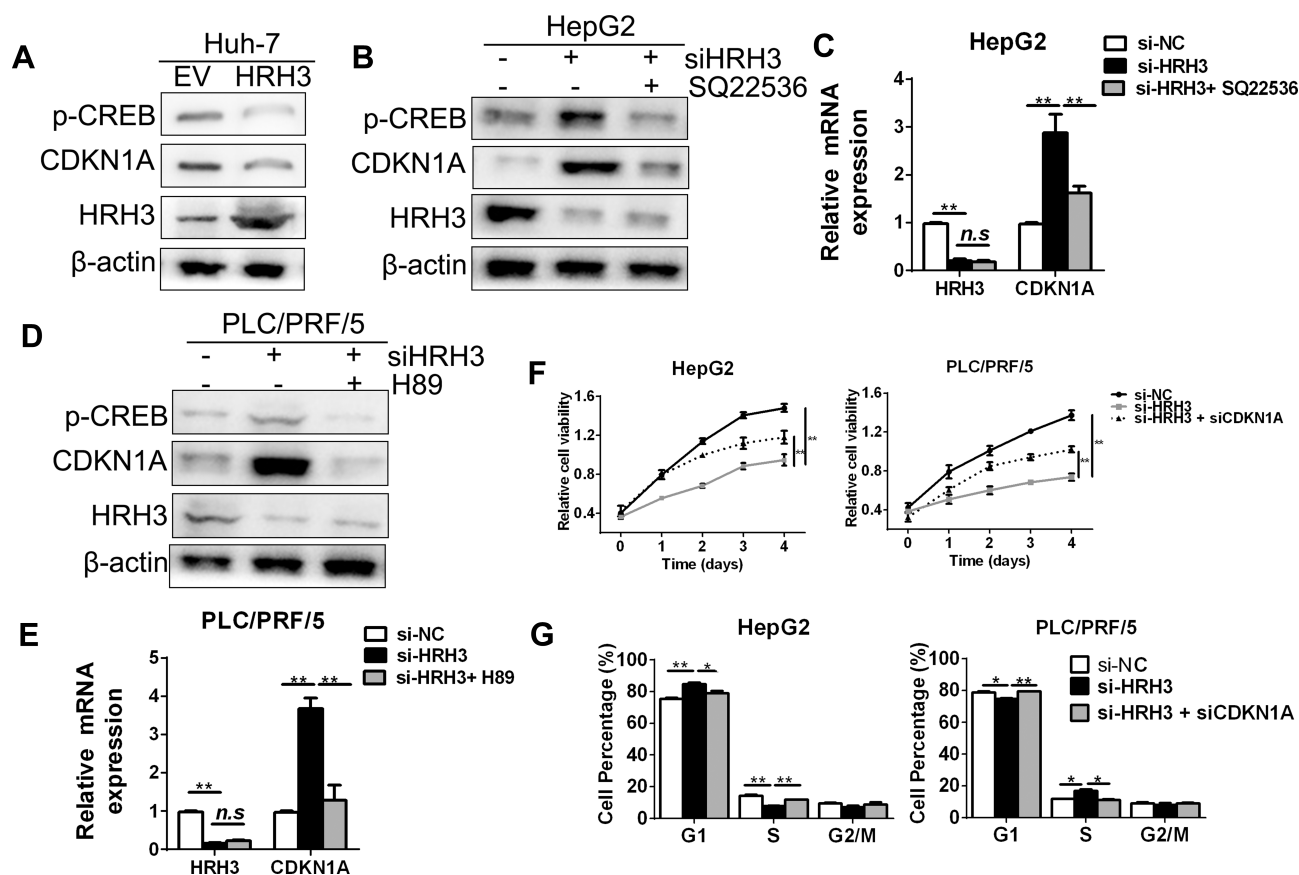 A
Huh-7
EV HRH3
p-CREB
CDKN1A
HRH3
β-actin
B
HepG2
- + + siHRH3
- - + SQ22536
p-CREB
CDKN1A
HRH3
β-actin
C
HepG2
si-NC
si-HRH3
si-HRH3+ SQ22536
Relative mRNA
expression
4
3
2
1
0
** **
**
n.s
HRH3 CDKN1A
D
PLC/PRF/5
- + + siHRH3
- - + H89
p-CREB
CDKN1A
HRH3
β-actin
E
PLC/PRF/5
si-NC
si-HRH3
si-HRH3+ H89
Relative mRNA
expression
5
4
3
2
1
0
** **
**
n.s
HRH3 CDKN1A
F
HepG2
Relative cell viability
1.6
1.2
0.8
0.4
** **
0 1 2 3 4
Time (days)
PLC/PRF/5
Relative cell viability
1.6
1.2
0.8
0.4
** **
0 1 2 3 4
Time (days)
si-NC
si-HRH3
si-HRH3 + siCDKN1A
G
HepG2
Cell Percentage (%)
100
80
60
40
20
0
** *
** **
G1 S G2/M
PLC/PRF/5
Cell Percentage (%)
100
80
60
40
20
0
* **
* *
G1 S G2/M
si-NC
si-HRH3
si-HRH3 + siCDKN1A